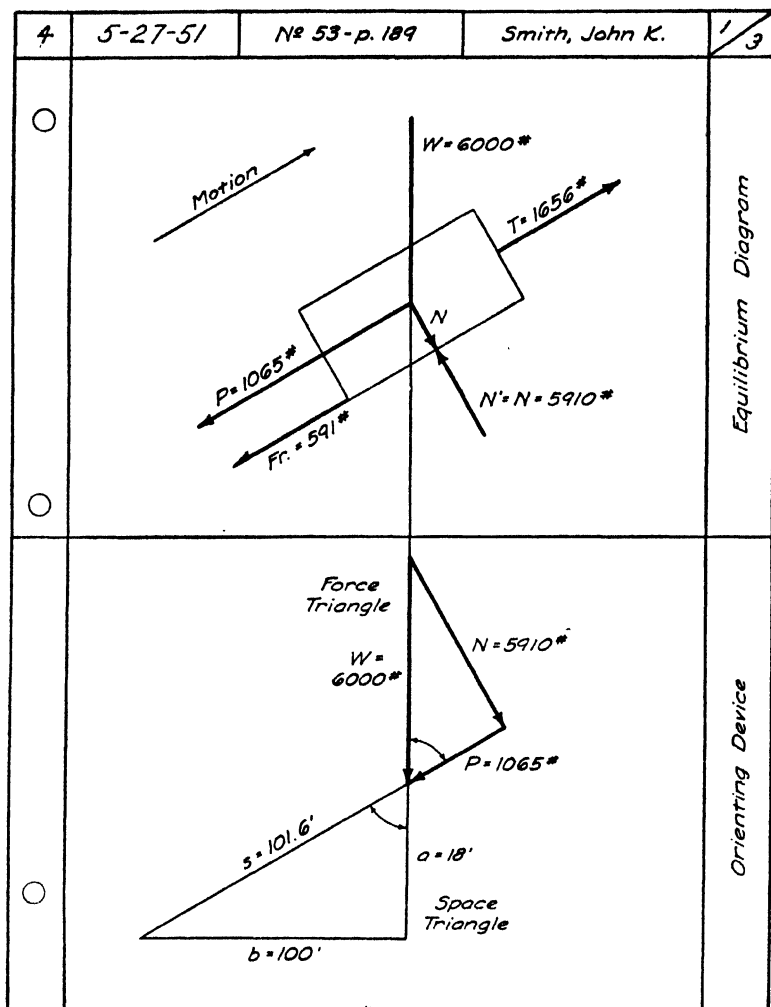 4
5-27-51
Nº 53-p. 189
Smith, John K.
1/3
Motion
W = 6000#
T = 1656#
N
P = 1065#
N' = N = 5910#
Fr. = 591#
Equilibrium Diagram
Force
Triangle
W =
6000#
N = 5910#
P = 1065#
s = 101.6'
a = 18'
Space
Triangle
b = 100'
Orienting Device